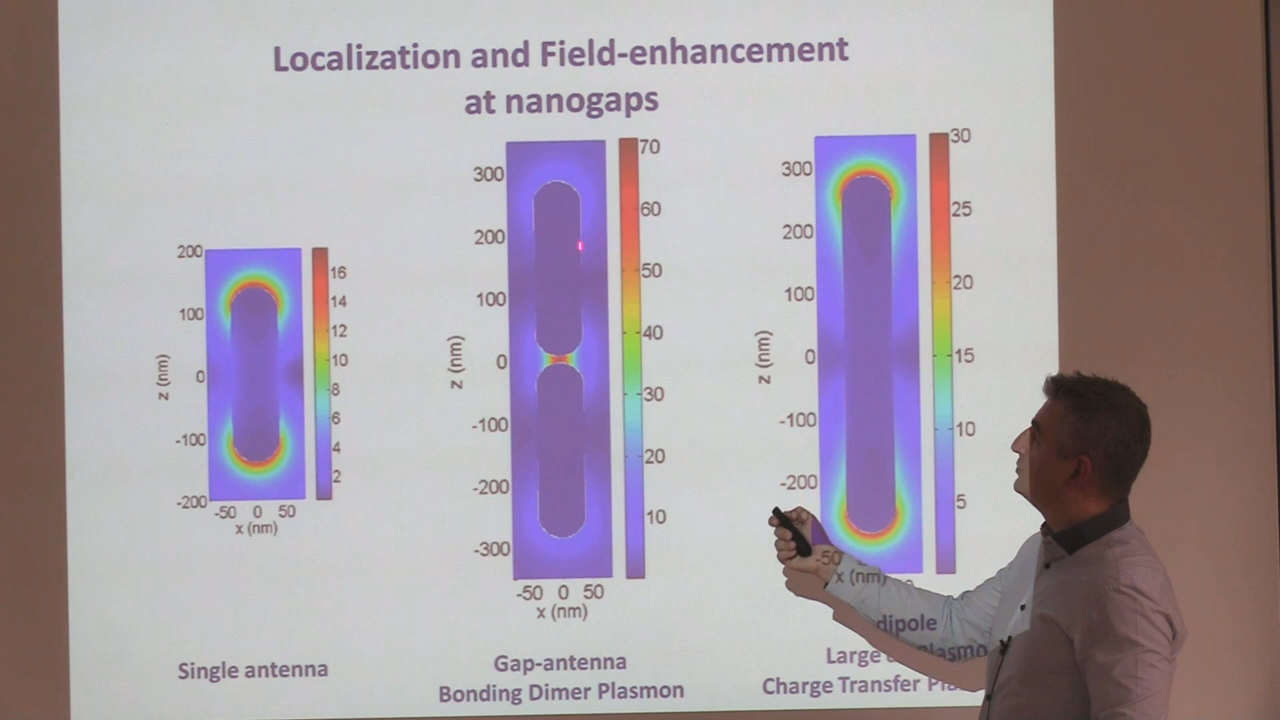 Localization and Field-enhancement
at nanogaps
200
100
0
-100
-200
z (nm)
-50 0 50
x (nm)
16
14
12
10
8
6
4
2
Single antenna
300
200
100
0
-100
-200
-300
z (nm)
-50 0 50
x (nm)
70
60
50
40
30
20
10
Gap-antenna
Bonding Dimer Plasmon
300
200
100
0
-100
-200
z (nm)
-50
x (nm)
30
25
20
15
10
5
dipole
Large
Charge Transfer